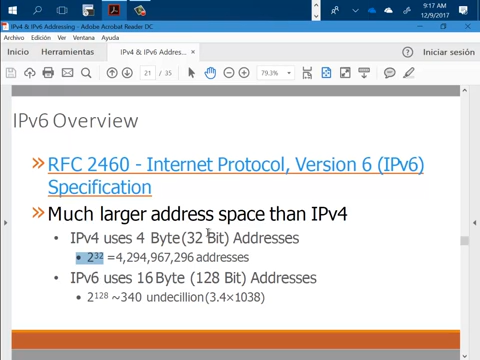 9:17 AM
12/9/2017
IPv4 & IPv6 Addressing - Adobe Acrobat Reader DC
Archivo Edición Ver Ventana Ayuda
Inicio Herramientas IPv4 & IPv6 Addres... × Iniciar sesión
21 / 35 79.3%
IPv6 Overview
» RFC 2460 - Internet Protocol, Version 6 (IPv6)
Specification
» Much larger address space than IPv4
• IPv4 uses 4 Byte (32 Bit) Addresses
• 2³² =4,294,967,296 addresses
• IPv6 uses 16 Byte (128 Bit) Addresses
• 2¹²⁸ ~340 undecillion (3.4×1038)